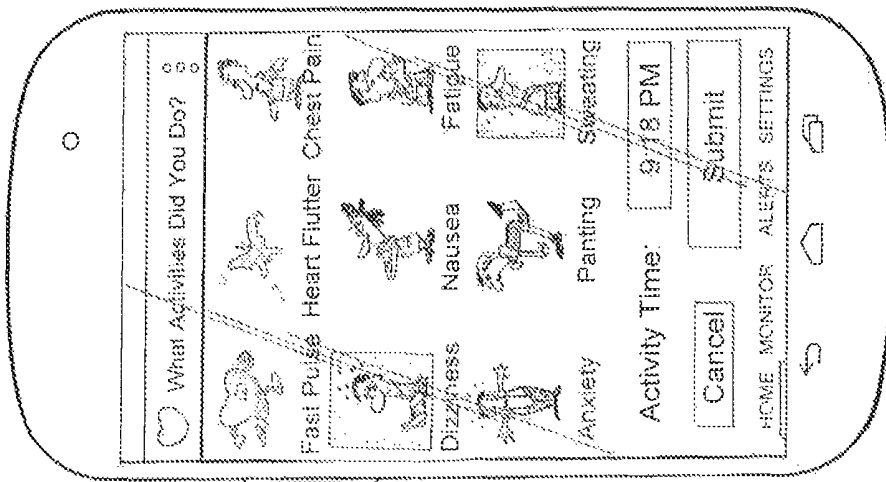 What Activities Did You Do?
Fast Pulse Heart Flutter Chest Pain
Dizziness Nausea Fatigue
Anxiety Panting Sweating
Activity Time: 9:18 PM
Cancel Submit
HOME MONITOR ALERTS SETTINGS